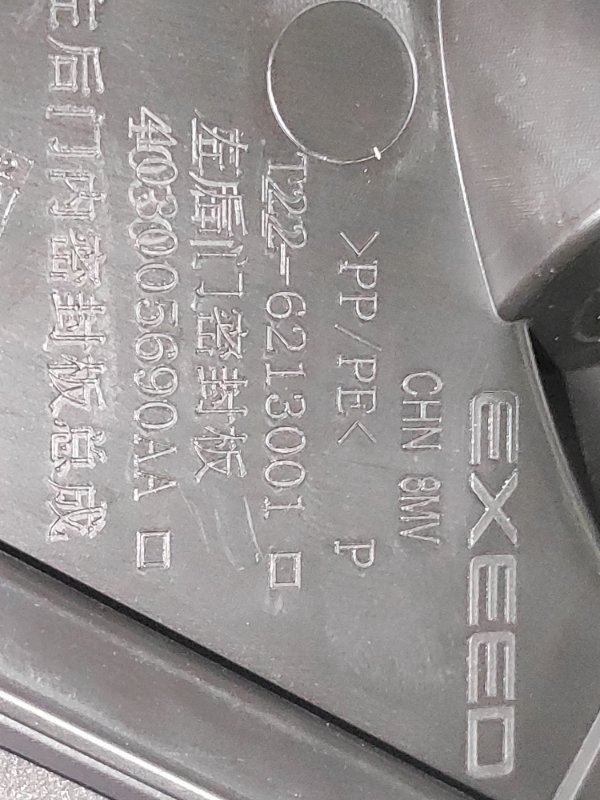 EXEED
CHN 8MV
>PP/PE< P
T22-6213001
左后门密封板
403005690AA
左后门内密封板总成